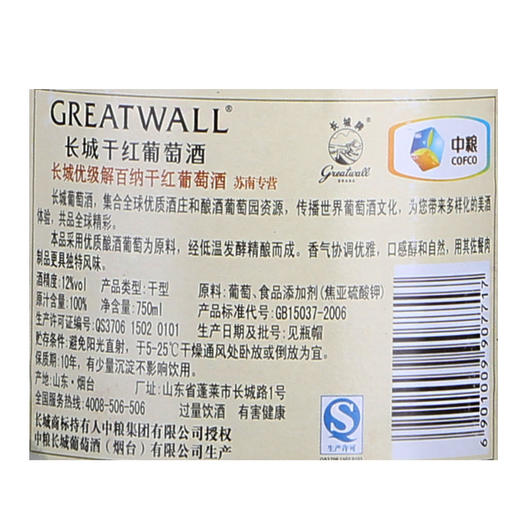 GREATWALL®
长城干红葡萄酒
长城优级解百纳干红葡萄酒 苏南专营
长城牌
Greatwall
BRAND
中粮
COFCO
长城葡萄酒，集合全球优质酒庄和酿酒葡萄园资源，传播世界葡萄酒文化，为您带来多样化的美酒
体验，共品全球精彩。
本品采用优质酿酒葡萄为原料，经低温发酵精酿而成。香气协调优雅，口感醇和自然，用其佐餐肉
制品更具独特风味。
酒精度：12%vol 产品类型：干型 原料：葡萄、食品添加剂（焦亚硫酸钾）
原汁含量：100% 净含量：750ml 产品标准代号：GB15037-2006
生产许可证编号：QS3706 1502 0101 生产日期及批号：见瓶帽
贮存条件：避免阳光直射，于5-25℃干燥通风处卧放或倒放为宜。
保质期：10年，有少量沉淀不影响饮用。
产地：山东·烟台 厂址：山东省蓬莱市长城路1号
全国服务热线：4008-506-506 过量饮酒 有害健康
长城商标持有人中粮集团有限公司授权
中粮长城葡萄酒（烟台）有限公司生产
生产许可
6901009907717